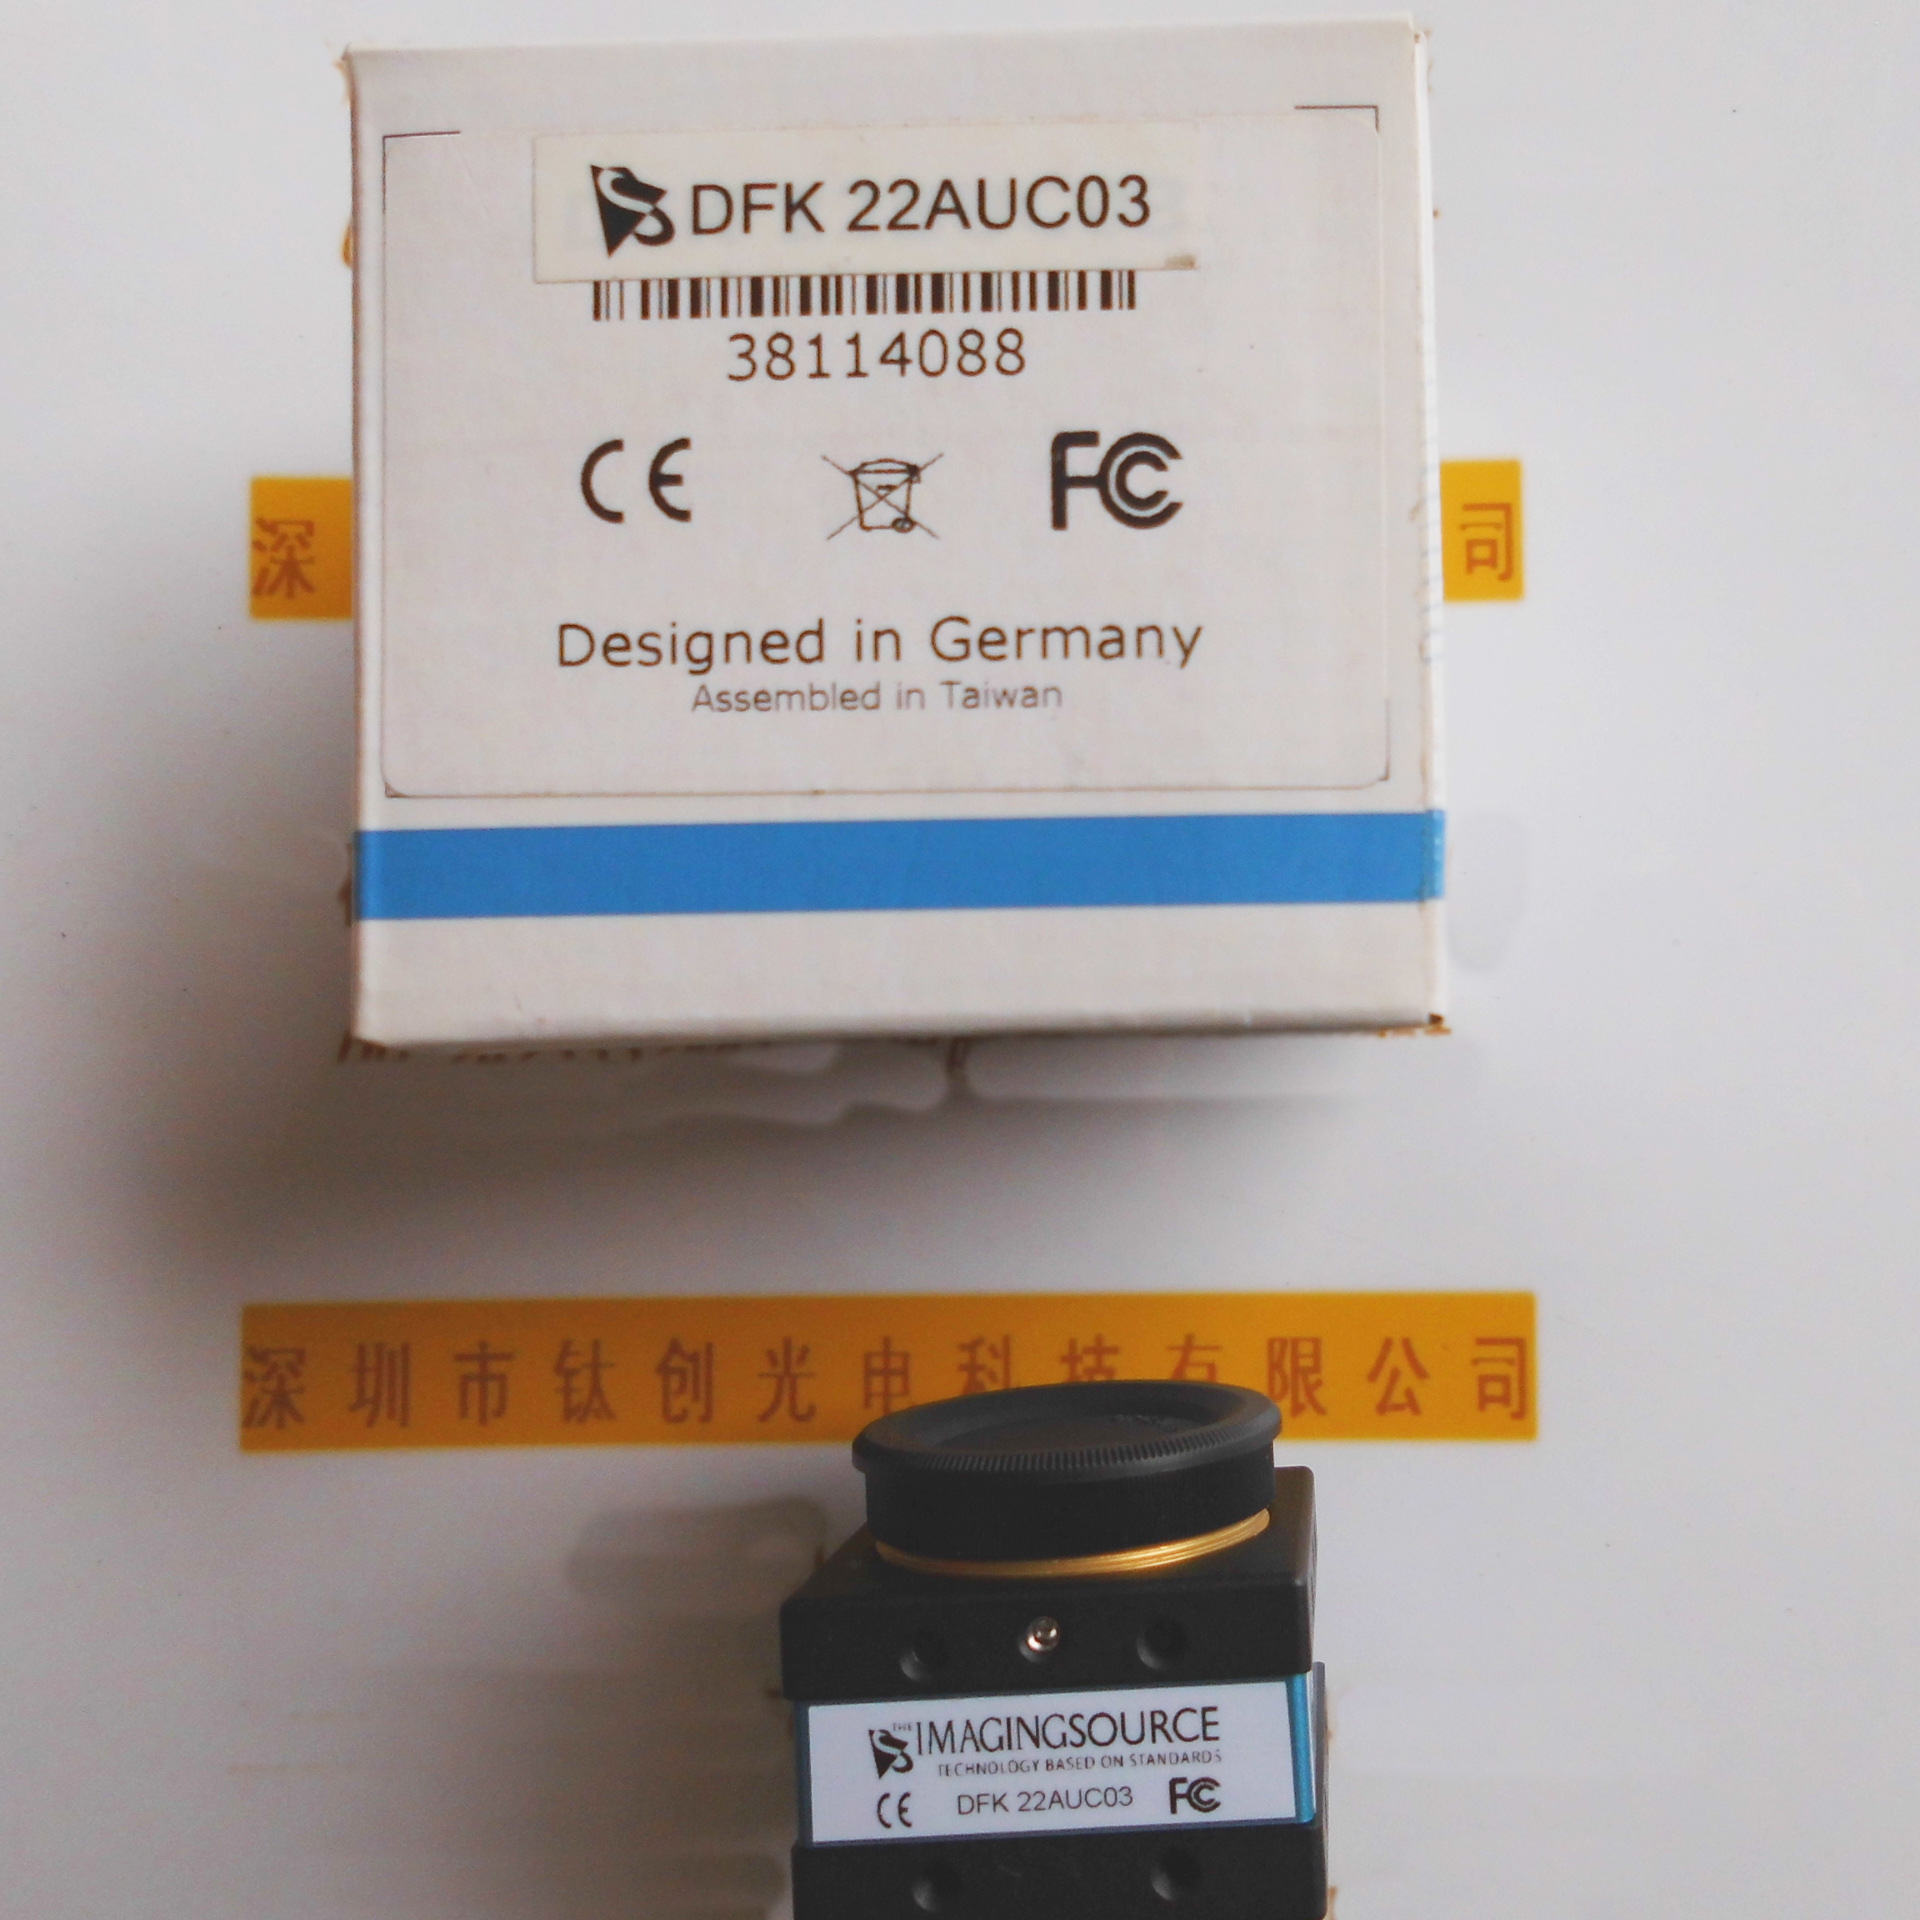 DFK 22AUC03
38114088
CE FC
深
司
Designed in Germany
Assembled in Taiwan
深圳市钛创光电科技有限公司
THE IMAGINGSOURCE
TECHNOLOGY BASED ON STANDARDS
CE DFK 22AUC03 FC